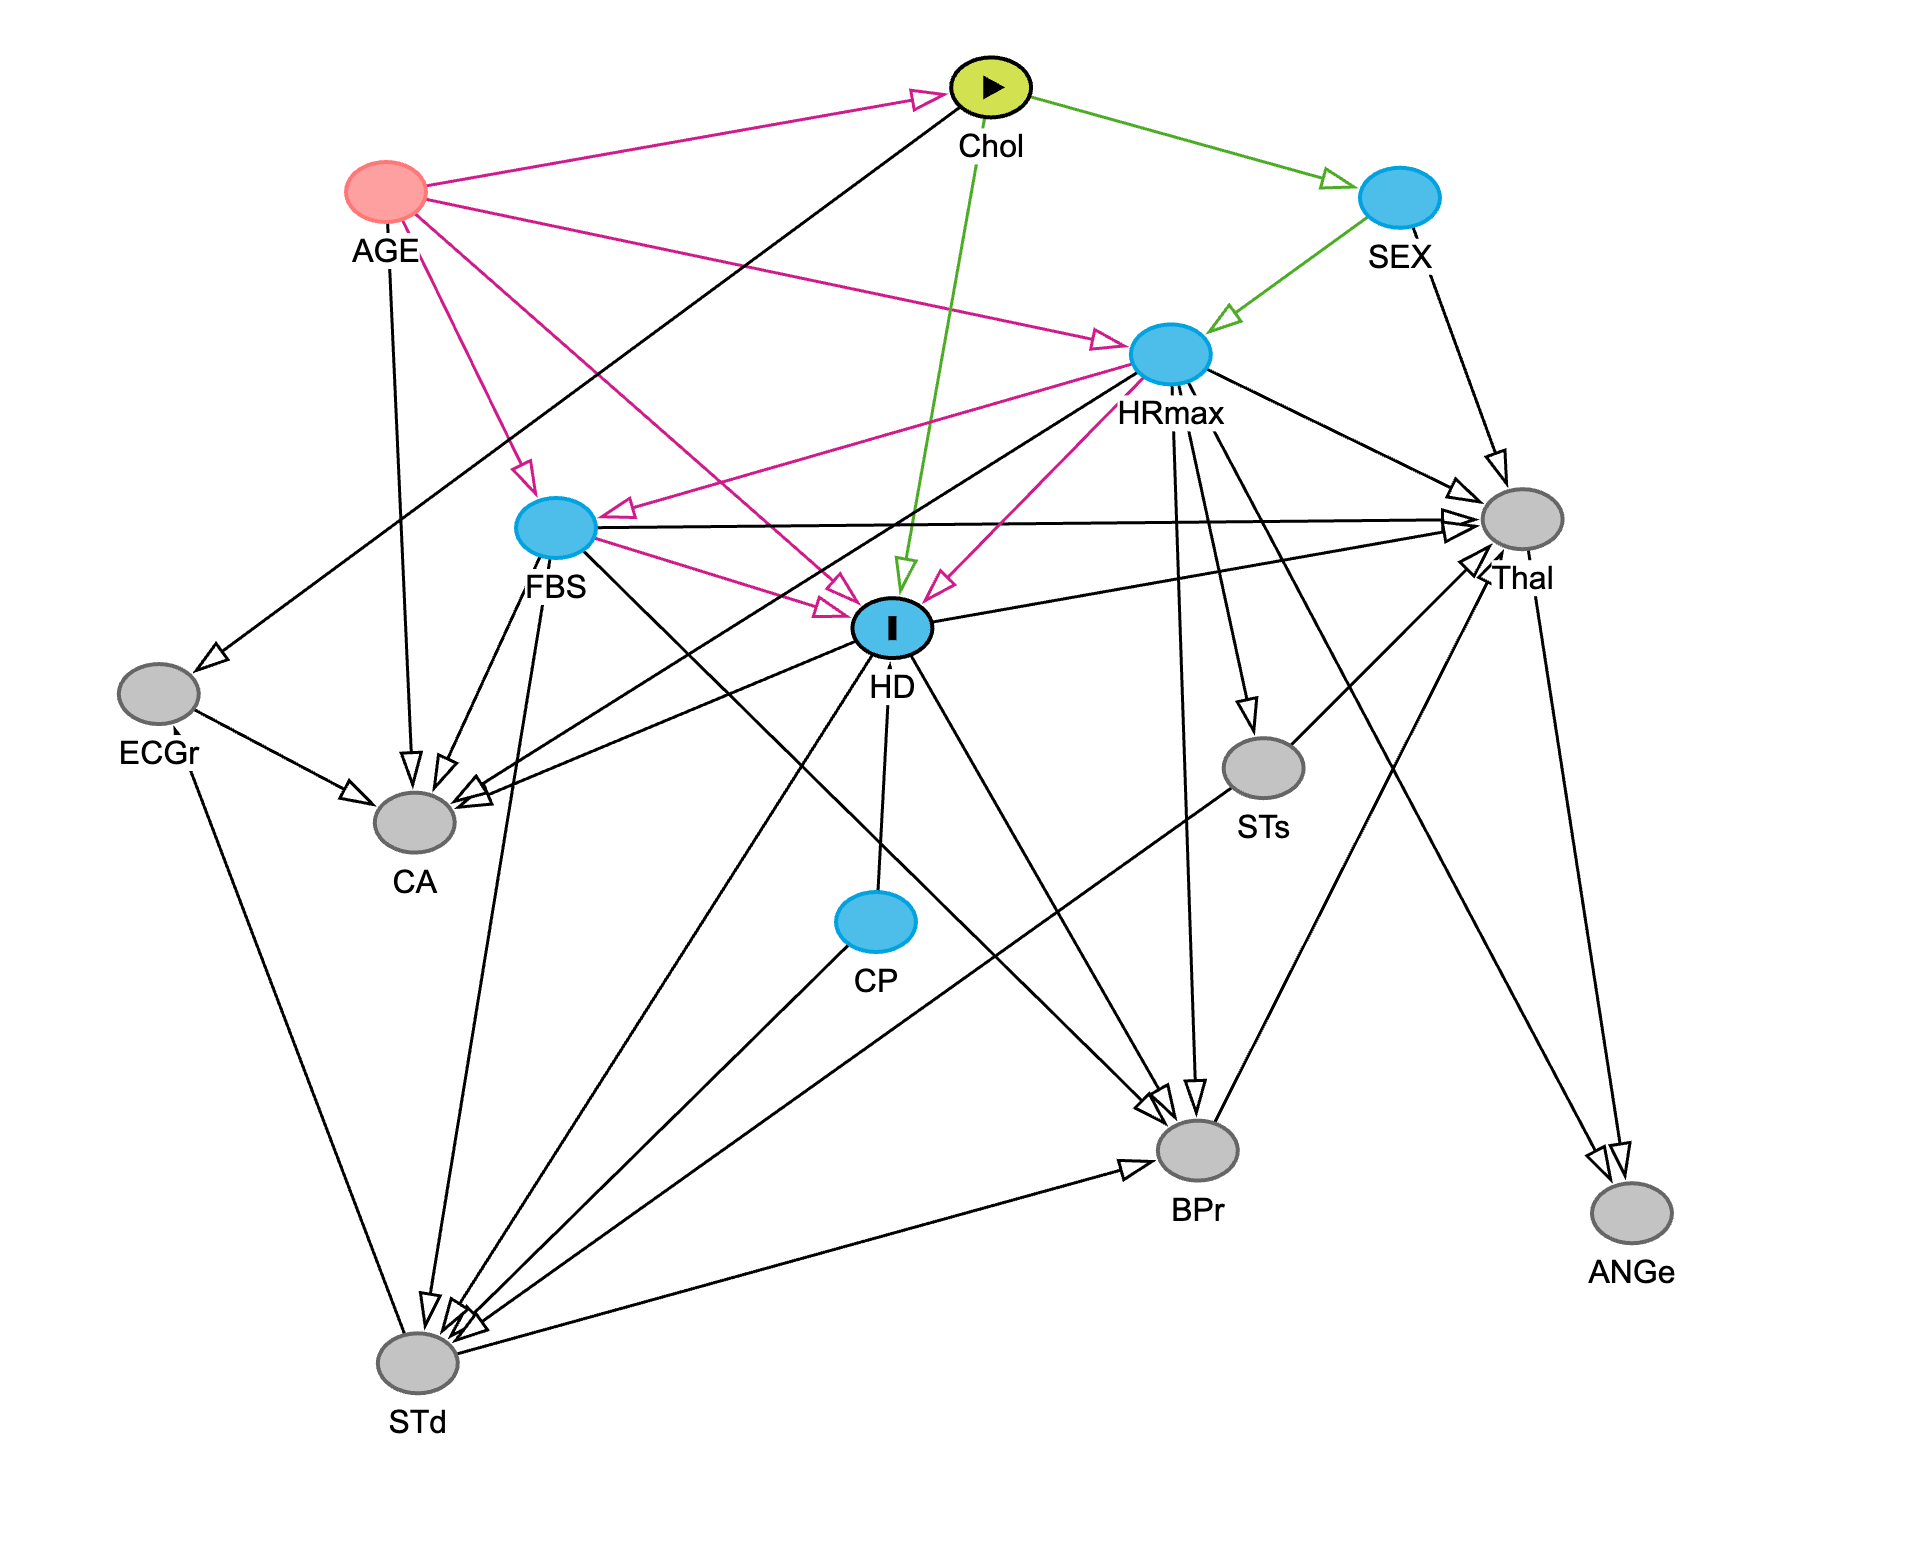 Chol
AGE
SEX
HRmax
FBS
Thal
HD
ECGr
STs
CA
CP
BPr
ANGe
STd